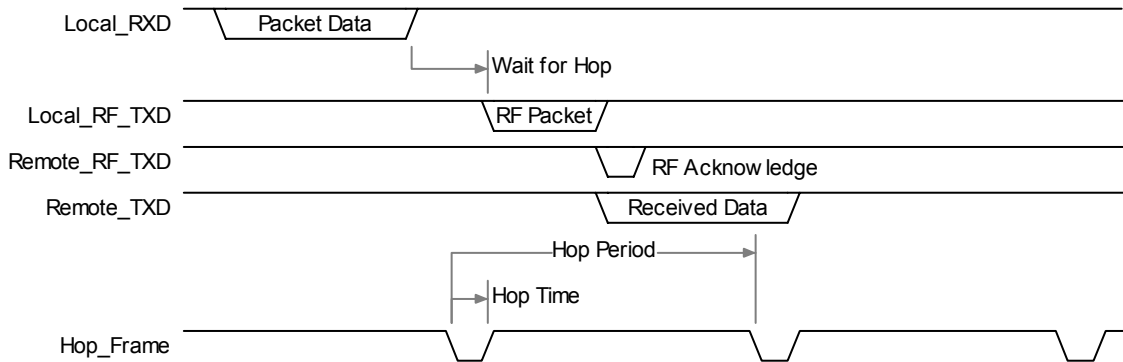 Local_RXD
Packet Data
Wait for Hop
Local_RF_TXD
RF Packet
Remote_RF_TXD
RF Acknow ledge
Remote_TXD
Received Data
Hop Period
Hop Time
Hop_Frame